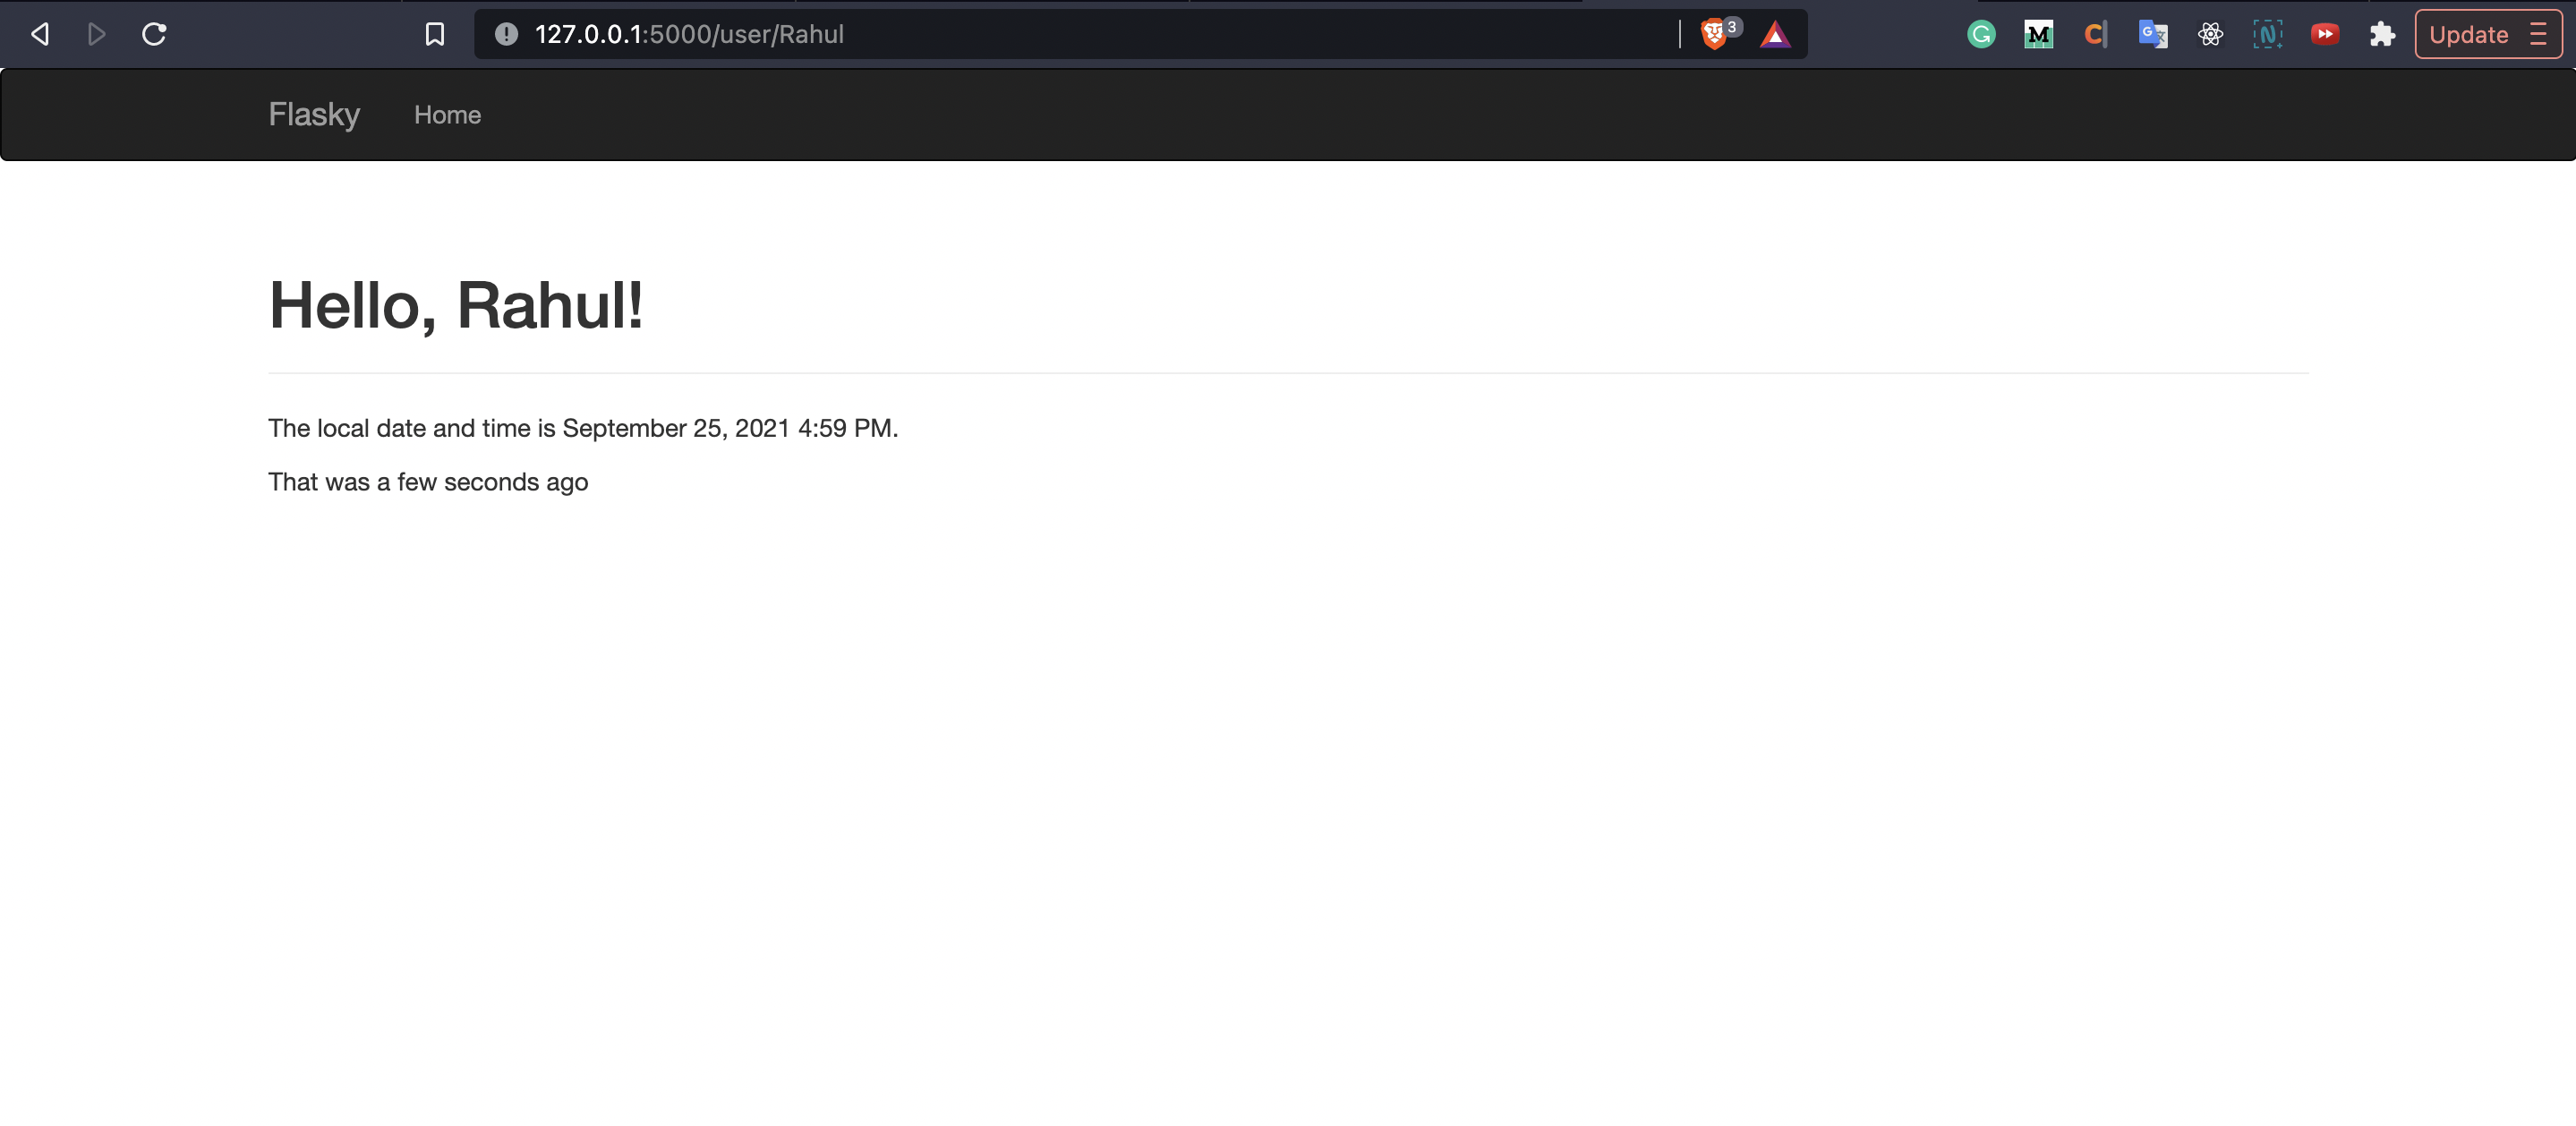 127.0.0.1:5000/user/Rahul
3
Update
Flasky
Home
Hello, Rahul!
The local date and time is September 25, 2021 4:59 PM.
That was a few seconds ago